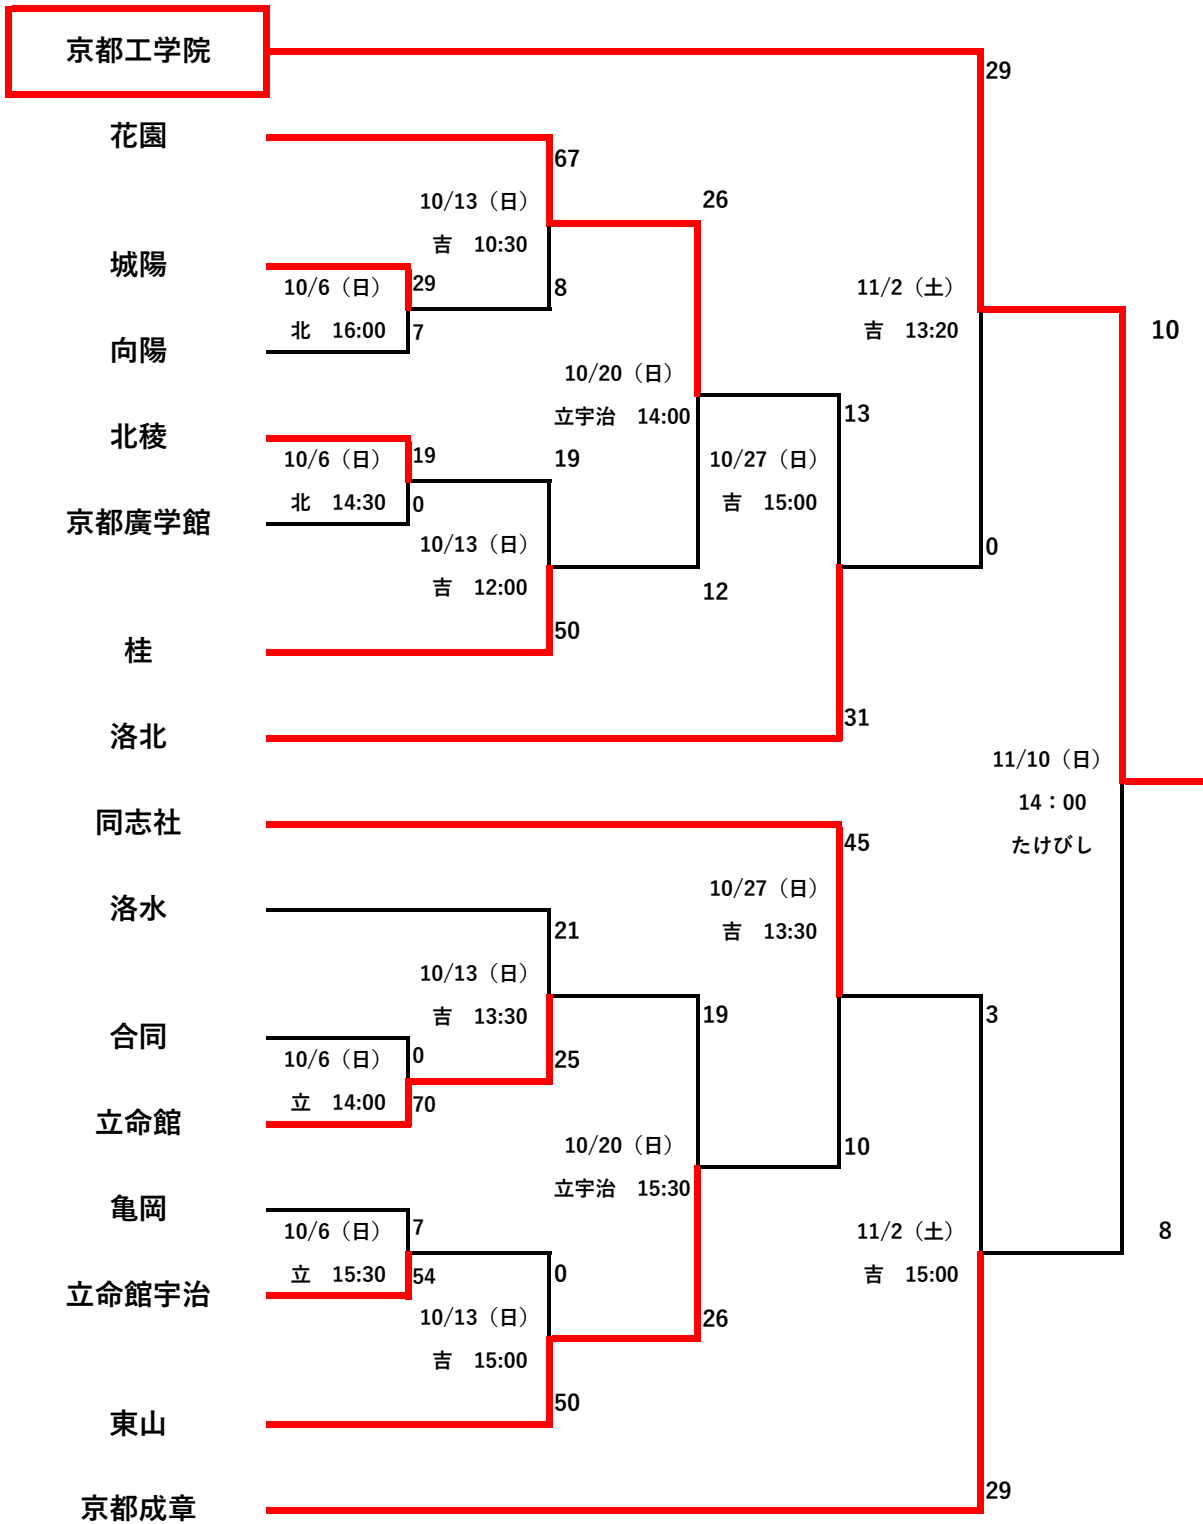 京都工学院
29
花園
67
10/13（日）
26
吉　10:30
城陽
10/6（日）
29
8
11/2（土）
北　16:00
7
吉　13:20
10
向陽
10/20（日）
立宇治　14:00
13
北稜
10/6（日）
19
19
10/27（日）
北　14:30
0
吉　15:00
京都廣学館
10/13（日）
0
吉　12:00
12
50
桂
31
洛北
11/10（日）
14：00
たけびし
同志社
45
10/27（日）
洛水
21
吉　13:30
10/13（日）
吉　13:30
19
3
合同
10/6（日）
0
25
立　14:00
70
立命館
10/20（日）
10
立宇治　15:30
亀岡
10/6（日）
7
11/2（土）
8
立　15:30
54
0
吉　15:00
立命館宇治
10/13（日）
26
吉　15:00
50
東山
29
京都成章